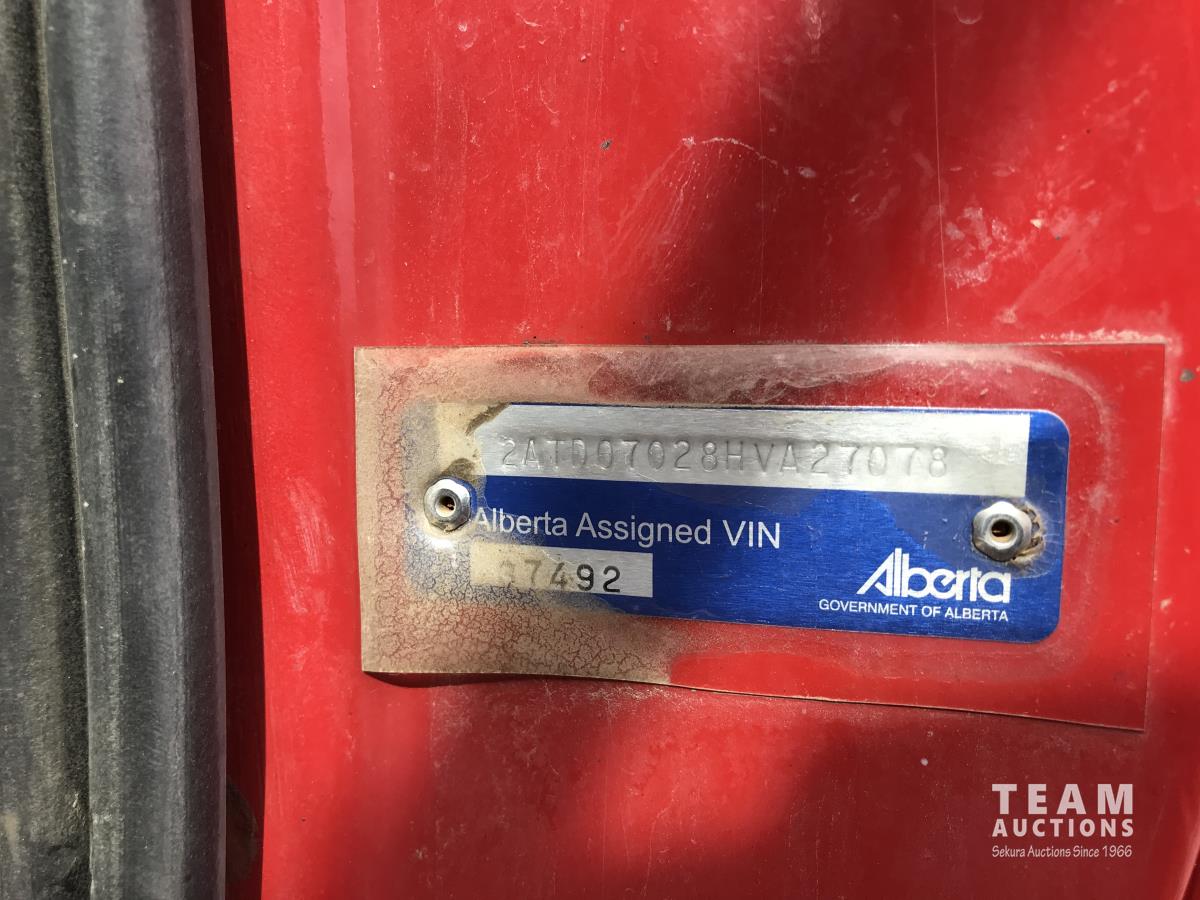 2ATD07028HVA27078
Alberta Assigned VIN
37492
Alberta
GOVERNMENT OF ALBERTA
TEAM
AUCTIONS
Sekura Auctions Since 1966